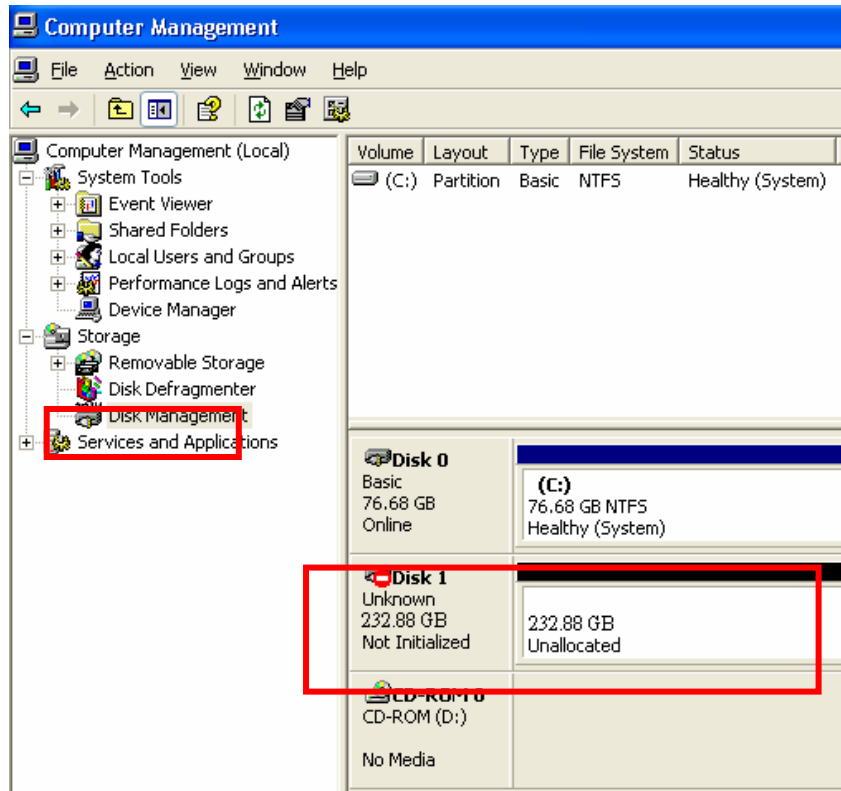 Computer Management
File Action View Window Help
Computer Management (Local)
System Tools
Event Viewer
Shared Folders
Local Users and Groups
Performance Logs and Alerts
Device Manager
Storage
Removable Storage
Disk Defragmenter
Disk Management
Services and Applications
Volume Layout Type File System Status
(C:) Partition Basic NTFS Healthy (System)
Disk 0
Basic
76.68 GB
Online
(C:)
76.68 GB NTFS
Healthy (System)
Disk 1
Unknown
232.88 GB
Not Initialized
232.88 GB
Unallocated
CD-ROM 0
CD-ROM (D:)
No Media